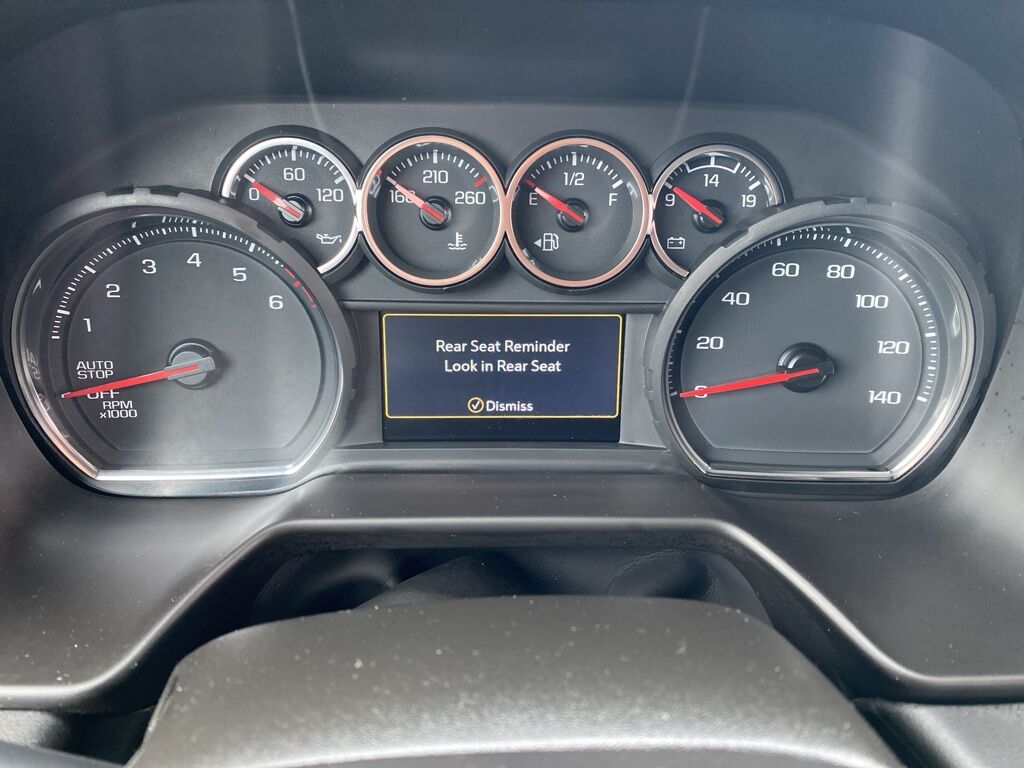 60
0 120
210
160 260
1/2
E F
14
9 19
1 2 3 4 5 6
AUTO
STOP
OFF
RPM
x1000
Rear Seat Reminder
Look in Rear Seat
Dismiss
0 20 40 60 80 100 120 140